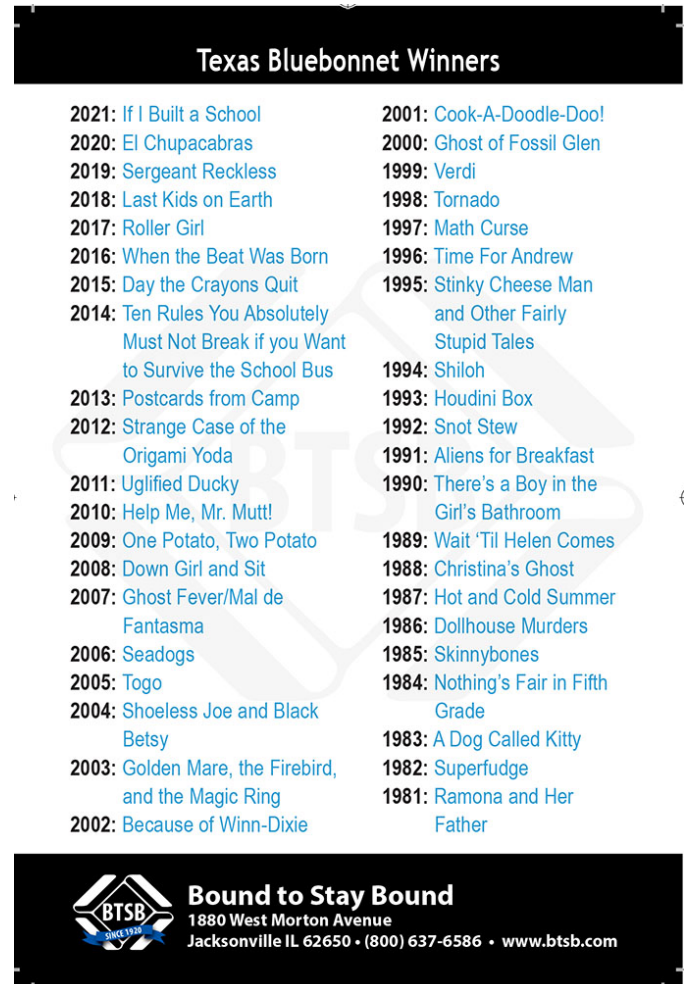 Texas Bluebonnet Winners
2021: If I Built a School
2020: El Chupacabras
2019: Sergeant Reckless
2018: Last Kids on Earth
2017: Roller Girl
2016: When the Beat Was Born
2015: Day the Crayons Quit
2014: Ten Rules You Absolutely
Must Not Break if you Want
to Survive the School Bus
2013: Postcards from Camp
2012: Strange Case of the
Origami Yoda
2011: Uglified Ducky
2010: Help Me, Mr. Mutt!
2009: One Potato, Two Potato
2008: Down Girl and Sit
2007: Ghost Fever/Mal de
Fantasma
2006: Seadogs
2005: Togo
2004: Shoeless Joe and Black
Betsy
2003: Golden Mare, the Firebird,
and the Magic Ring
2002: Because of Winn-Dixie
2001: Cook-A-Doodle-Doo!
2000: Ghost of Fossil Glen
1999: Verdi
1998: Tornado
1997: Math Curse
1996: Time For Andrew
1995: Stinky Cheese Man
and Other Fairly
Stupid Tales
1994: Shiloh
1993: Houdini Box
1992: Snot Stew
1991: Aliens for Breakfast
1990: There's a Boy in the
Girl's Bathroom
1989: Wait ‘Til Helen Comes
1988: Christina's Ghost
1987: Hot and Cold Summer
1986: Dollhouse Murders
1985: Skinnybones
1984: Nothing's Fair in Fifth
Grade
1983: A Dog Called Kitty
1982: Superfudge
1981: Ramona and Her
Father
BTSB
BTSB
SINCE 1920
Bound to Stay Bound
1880 West Morton Avenue
Jacksonville IL 62650 • (800) 637-6586 • www.btsb.com